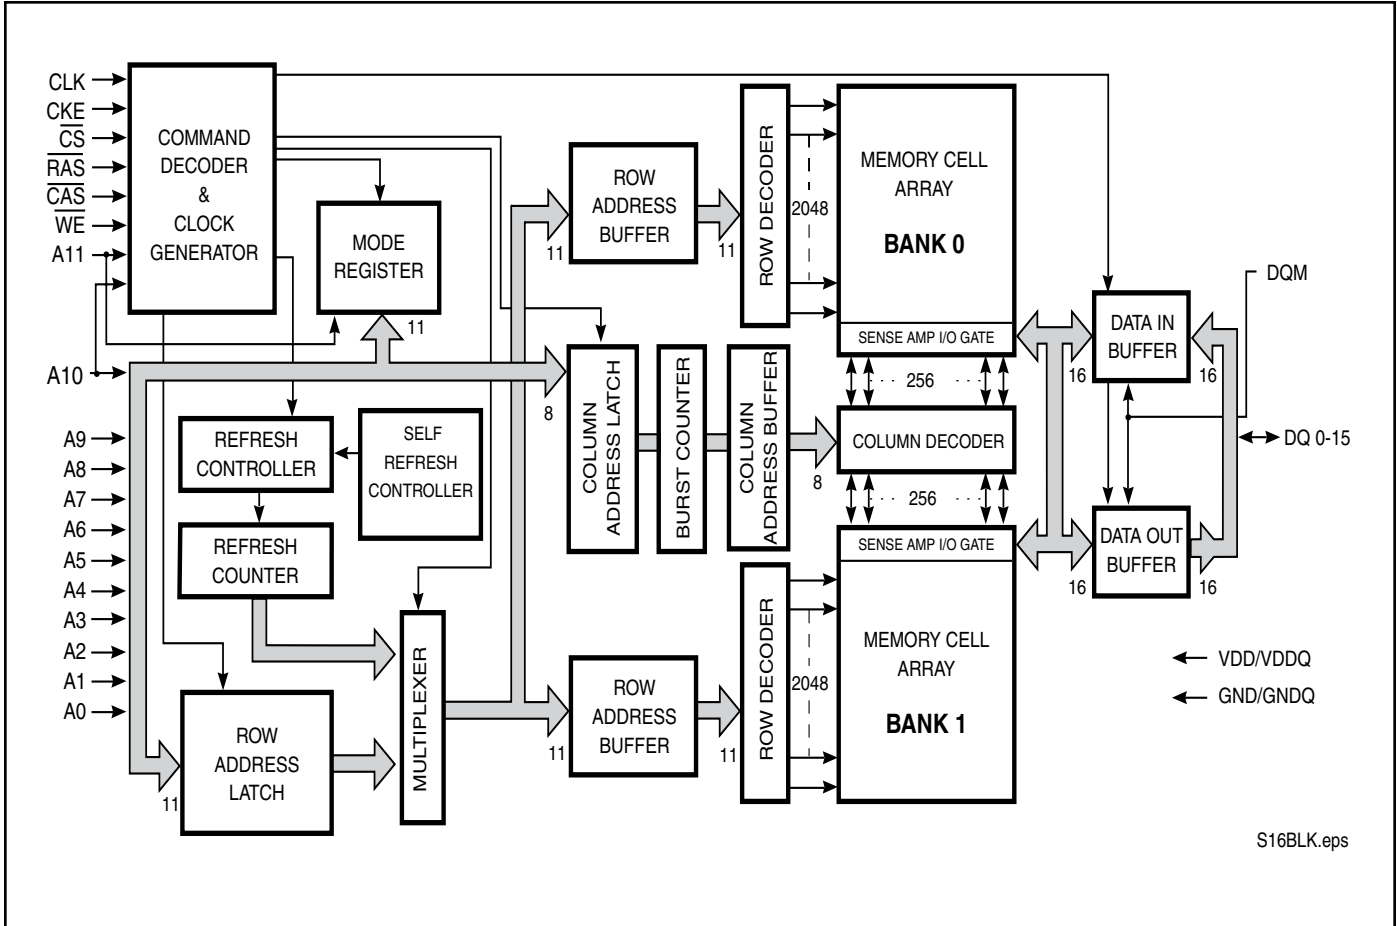 CLK
CKE
CS
RAS
CAS
WE
A11
A10
A9
A8
A7
A6
A5
A4
A3
A2
A1
A0
COMMAND
DECODER
&
CLOCK
GENERATOR
MODE
REGISTER
11
REFRESH
CONTROLLER
SELF
REFRESH
CONTROLLER
REFRESH
COUNTER
ROW
ADDRESS
LATCH
11
MULTIPLEXER
ROW
ADDRESS
BUFFER
11
11
COLUMN
ADDRESS LATCH
8
BURST COUNTER
COLUMN
ADDRESS BUFFER
8
ROW
ADDRESS
BUFFER
11
11
ROW DECODER
2048
MEMORY CELL
ARRAY
BANK 0
SENSE AMP I/O GATE
256
COLUMN DECODER
256
SENSE AMP I/O GATE
ROW DECODER
2048
MEMORY CELL
ARRAY
BANK 1
DATA IN
BUFFER
16
16
DATA OUT
BUFFER
16
16
DQM
DQ 0-15
VDD/VDDQ
GND/GNDQ
S16BLK.eps